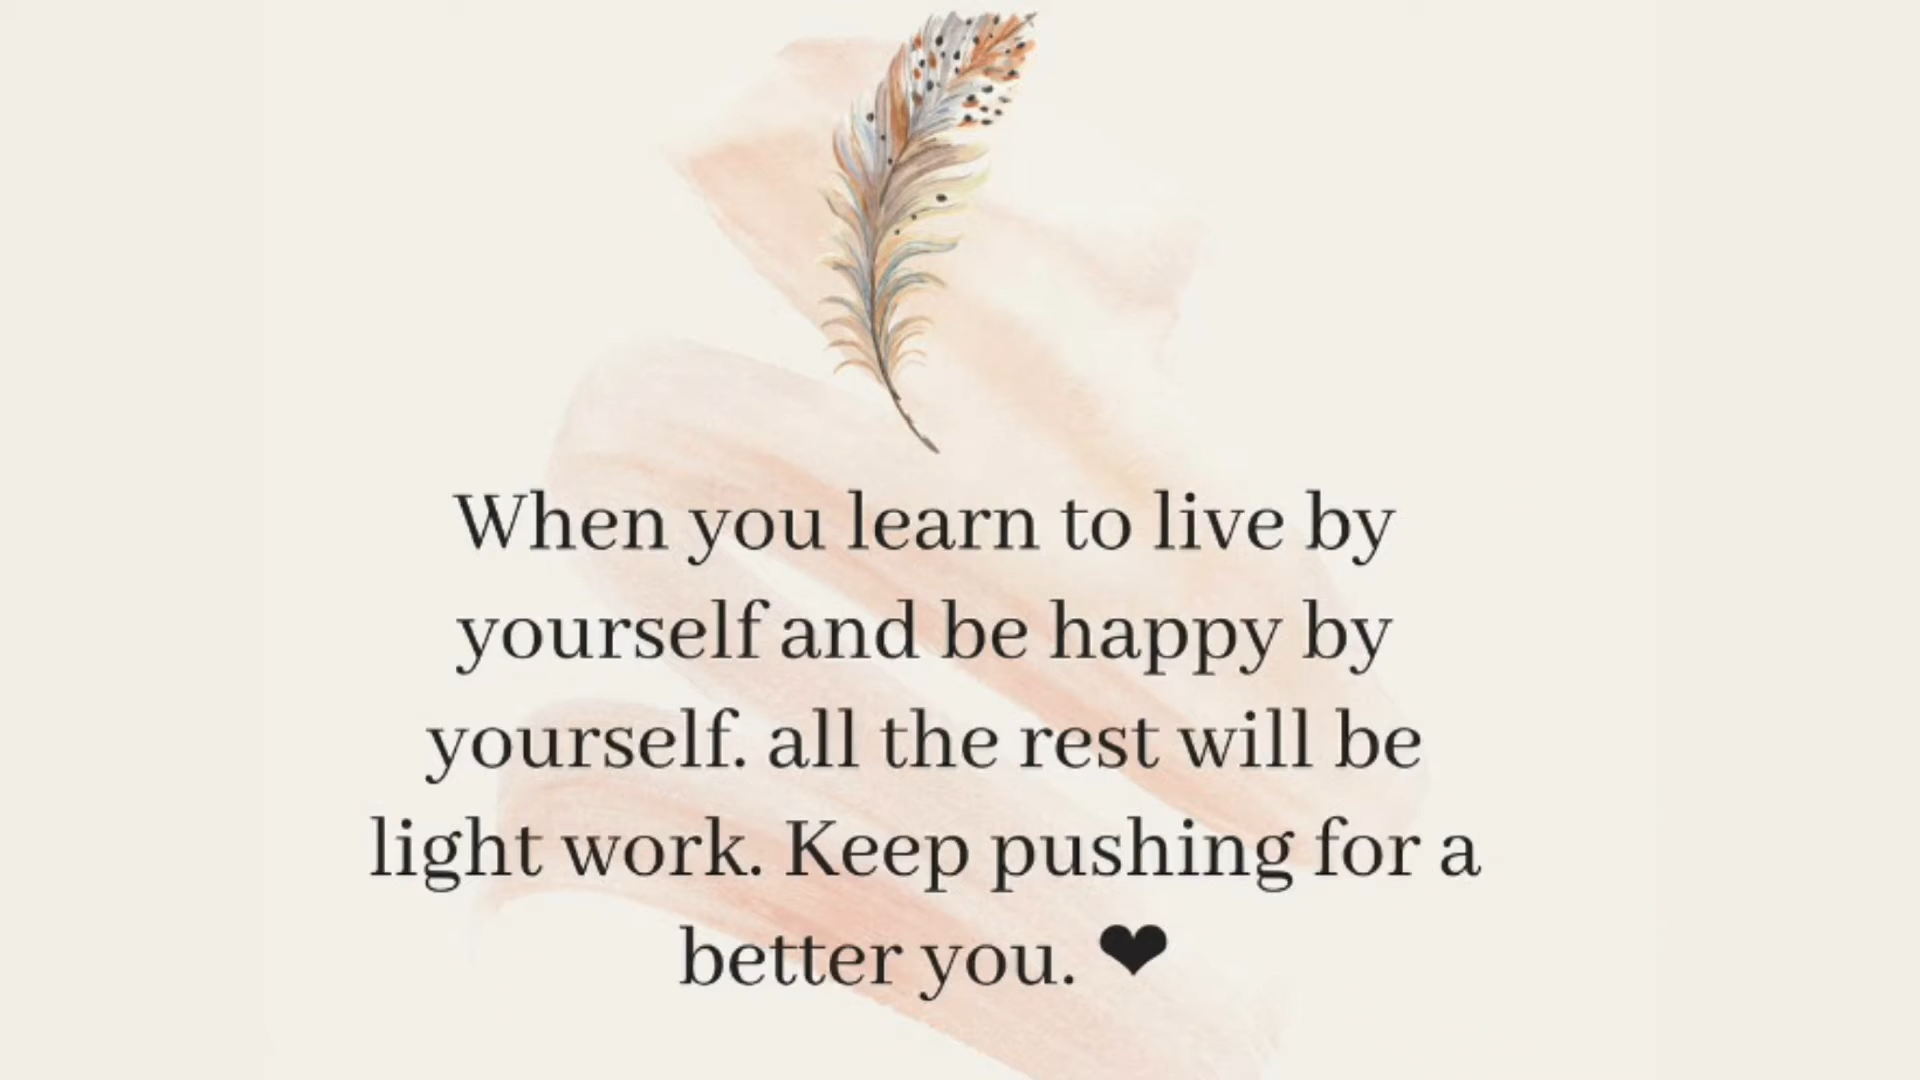 When you learn to live by
yourself and be happy by
yourself. all the rest will be
light work. Keep pushing for a
better you. ❤